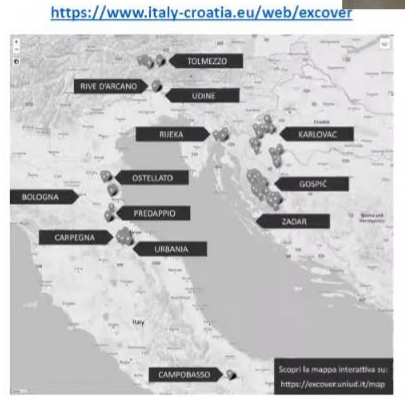 https://www.italy-croatia.eu/web/excover
TOLMEZZO
RIVE D'ARCANO
UDINE
RIJEKA
KARLOVAC
OSTELLATO
GOSPIĆ
BOLOGNA
PREDAPPIO
ZADAR
CARPEGNA
URBANIA
Italy
CAMPOBASSO
Scopri la mappa interattiva su:
https://excover.uniud.it/map